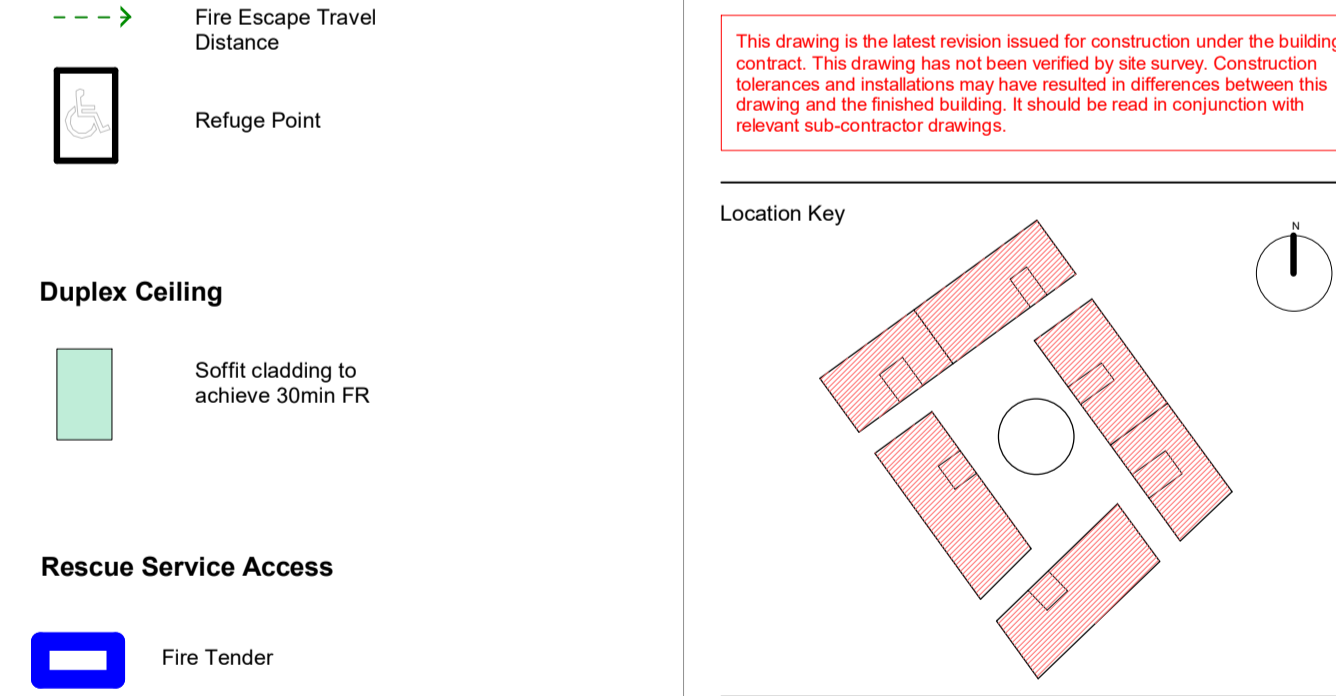 Fire Escape Travel
Distance
Refuge Point
Duplex Ceiling
Soffit cladding to
achieve 30min FR
Rescue Service Access
Fire Tender
This drawing is the latest revision issued for construction under the building
contract. This drawing has not been verified by site survey. Construction
tolerances and installations may have resulted in differences between this
drawing and the finished building. It should be read in conjunction with
relevant sub-contractor drawings.
Location Key
N